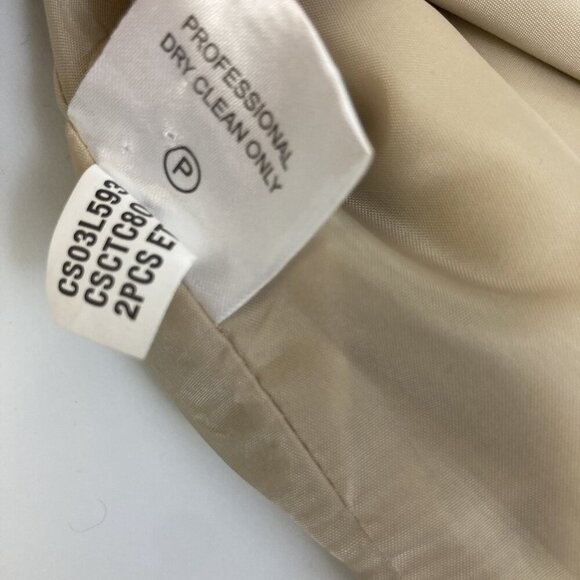 PROFESSIONAL
DRY CLEAN ONLY
P
CS03L593
CSCTC80
2PCS